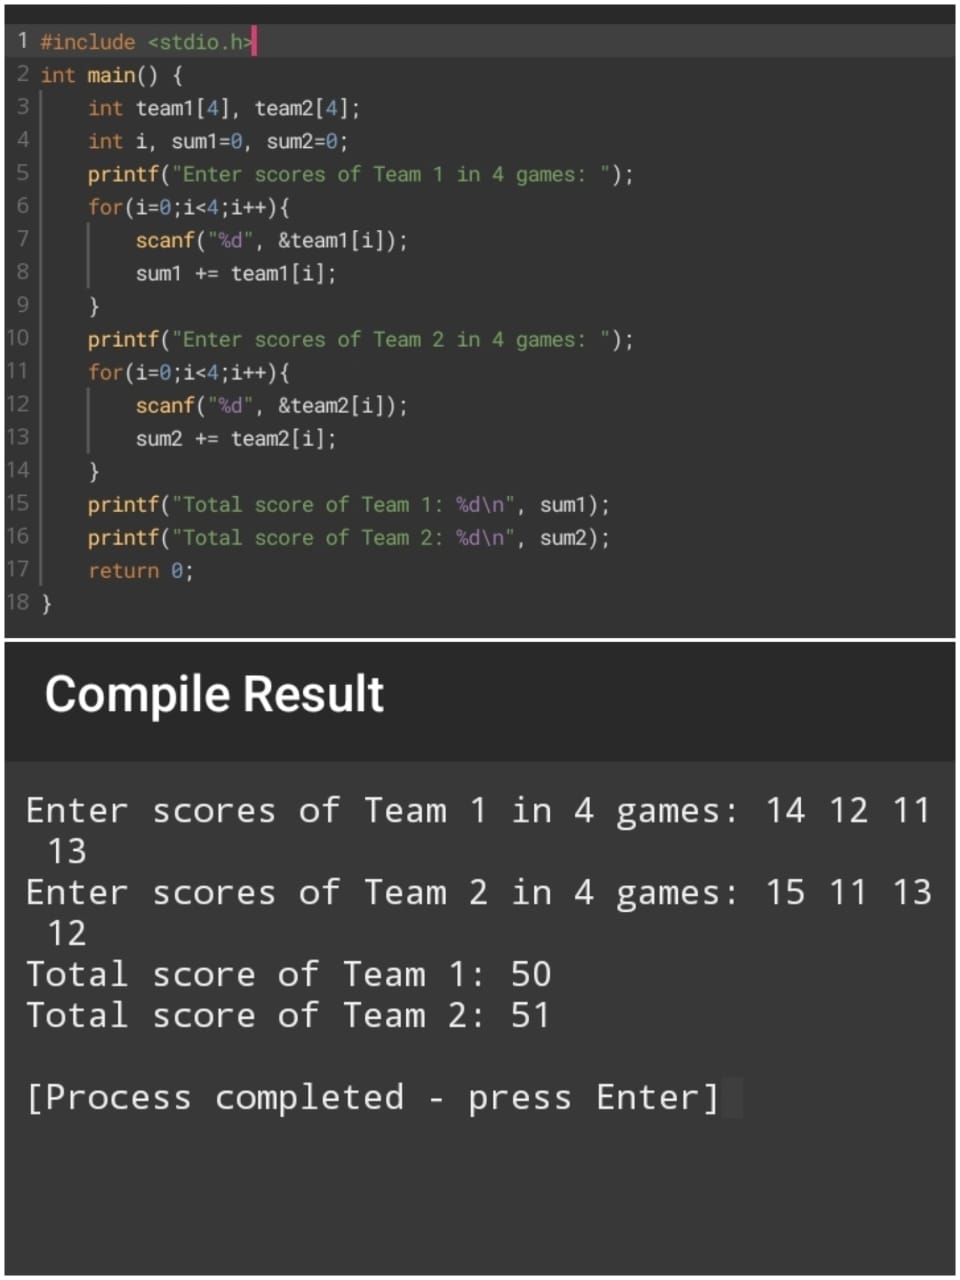 1 #include <stdio.h>
2 int main() {
3     int team1[4], team2[4];
4     int i, sum1=0, sum2=0;
5     printf("Enter scores of Team 1 in 4 games: ");
6     for(i=0;i<4;i++){
7         scanf("%d", &team1[i]);
8         sum1 += team1[i];
9     }
10     printf("Enter scores of Team 2 in 4 games: ");
11     for(i=0;i<4;i++){
12         scanf("%d", &team2[i]);
13         sum2 += team2[i];
14     }
15     printf("Total score of Team 1: %d\n", sum1);
16     printf("Total score of Team 2: %d\n", sum2);
17     return 0;
18 }
Compile Result
Enter scores of Team 1 in 4 games: 14 12 11
 13
Enter scores of Team 2 in 4 games: 15 11 13
 12
Total score of Team 1: 50
Total score of Team 2: 51
[Process completed - press Enter]